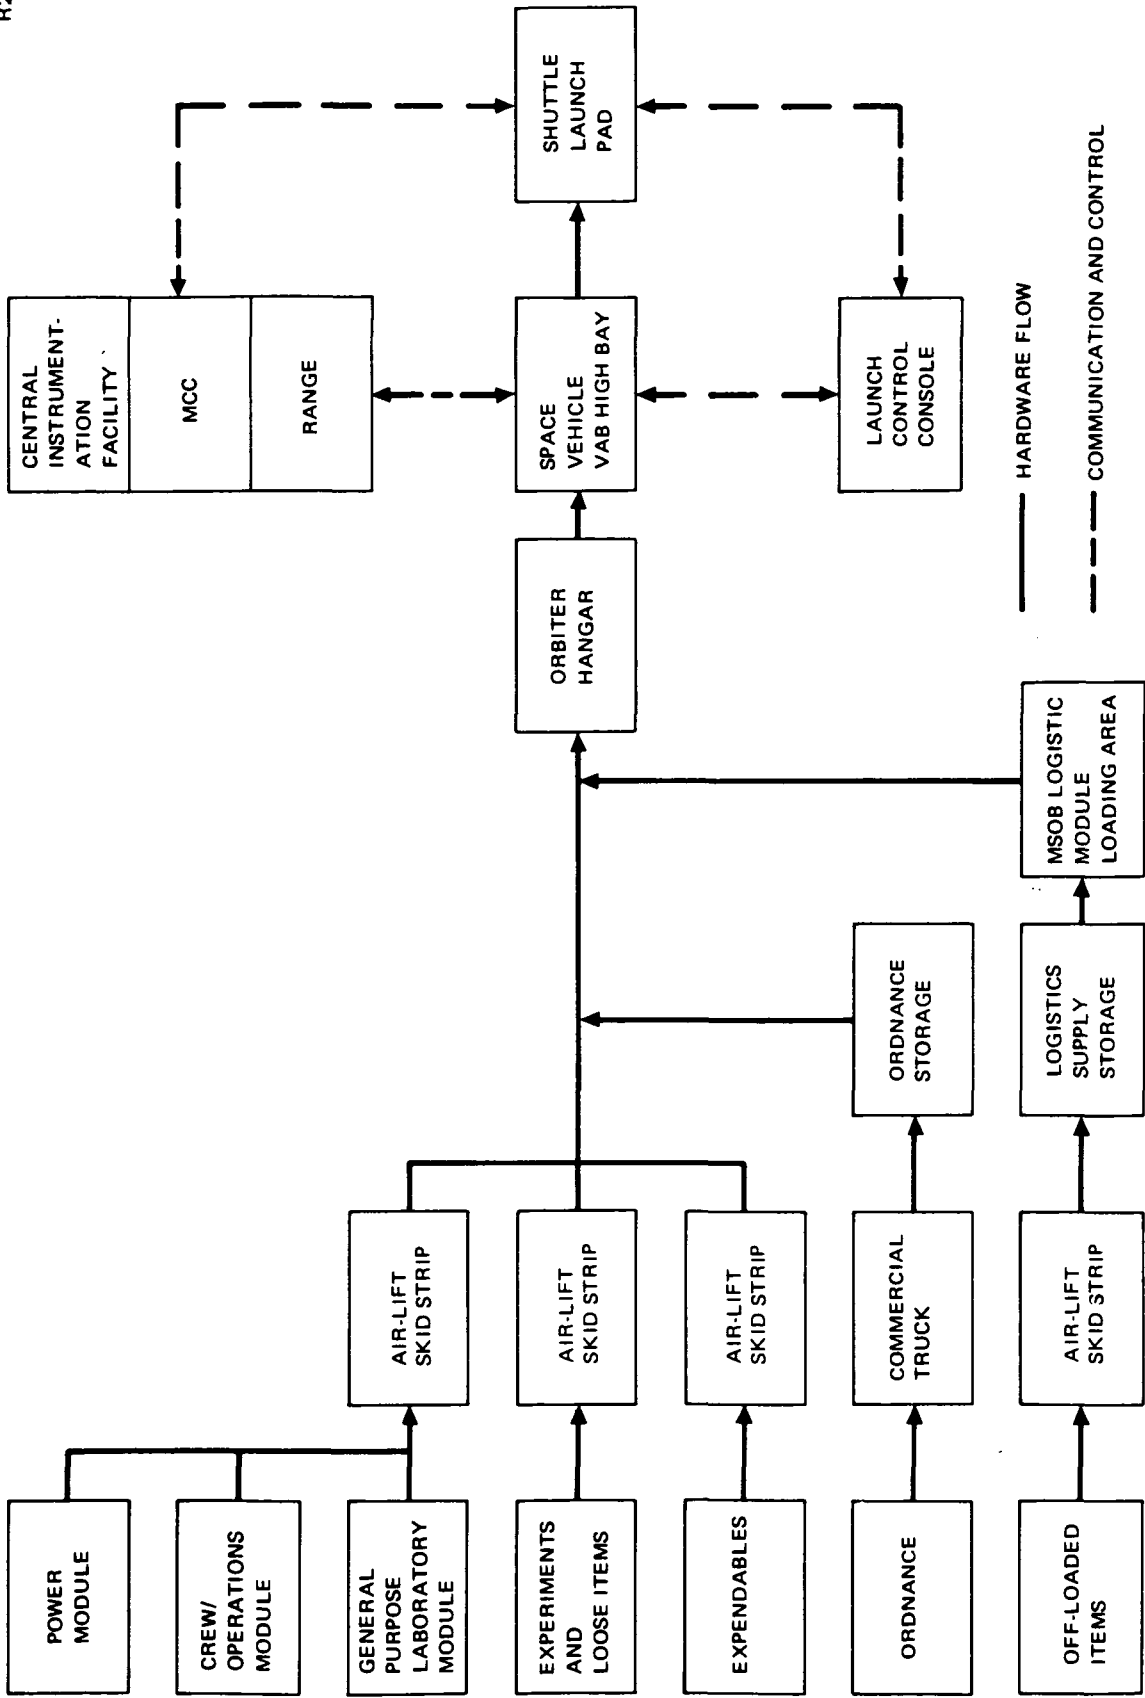 R2
POWER
MODULE
CREW/
OPERATIONS
MODULE
GENERAL
PURPOSE
LABORATORY
MODULE
EXPERIMENTS
AND
LOOSE ITEMS
EXPENDABLES
ORDNANCE
OFF-LOADED
ITEMS
AIR-LIFT
SKID STRIP
AIR-LIFT
SKID STRIP
AIR-LIFT
SKID STRIP
COMMERCIAL
TRUCK
AIR-LIFT
SKID STRIP
ORDNANCE
STORAGE
LOGISTICS
SUPPLY
STORAGE
MSOB LOGISTIC
MODULE
LOADING AREA
ORBITER
HANGAR
CENTRAL
INSTRUMENT-
ATION
FACILITY
MCC
RANGE
SPACE
VEHICLE
VAB HIGH BAY
LAUNCH
CONTROL
CONSOLE
SHUTTLE
LAUNCH
PAD
HARDWARE FLOW
COMMUNICATION AND CONTROL